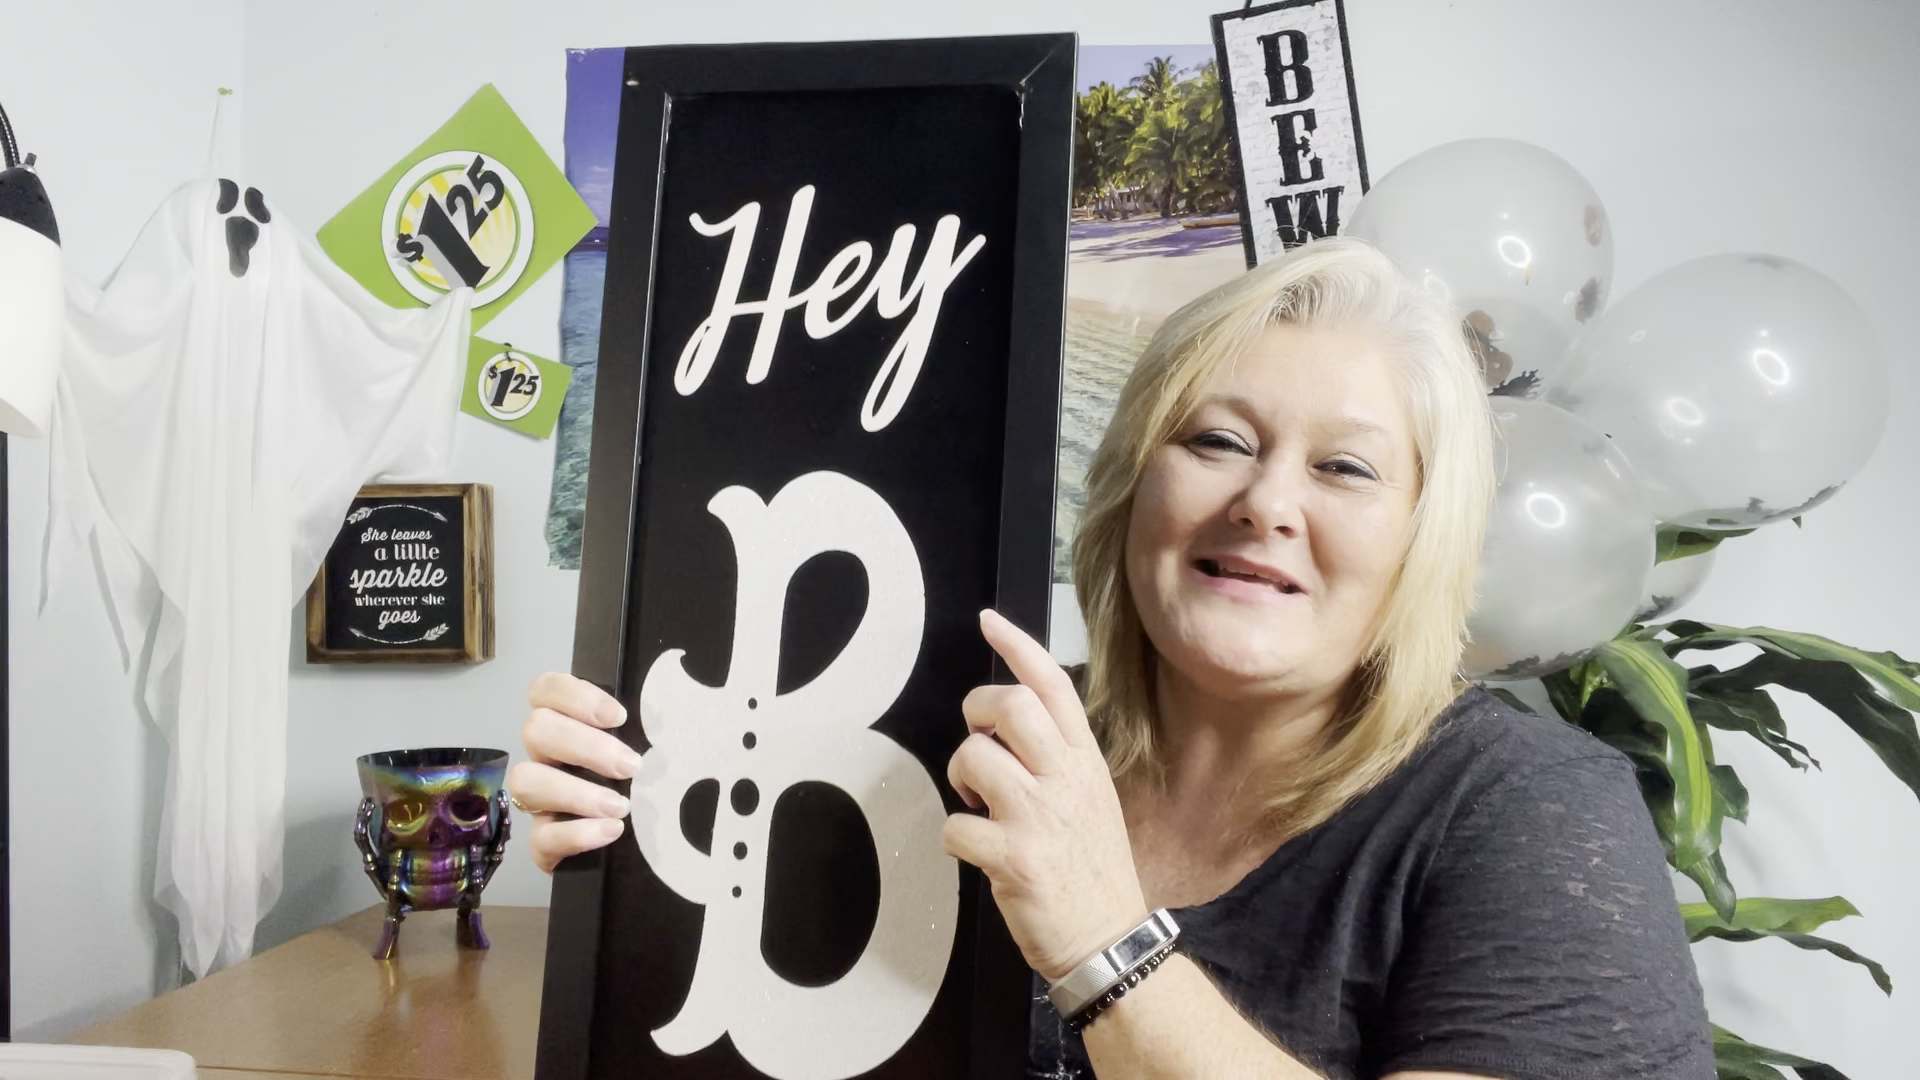 Hey
B
$1.25
$1.25
She leaves
a little
sparkle
wherever she
goes
B
E
W